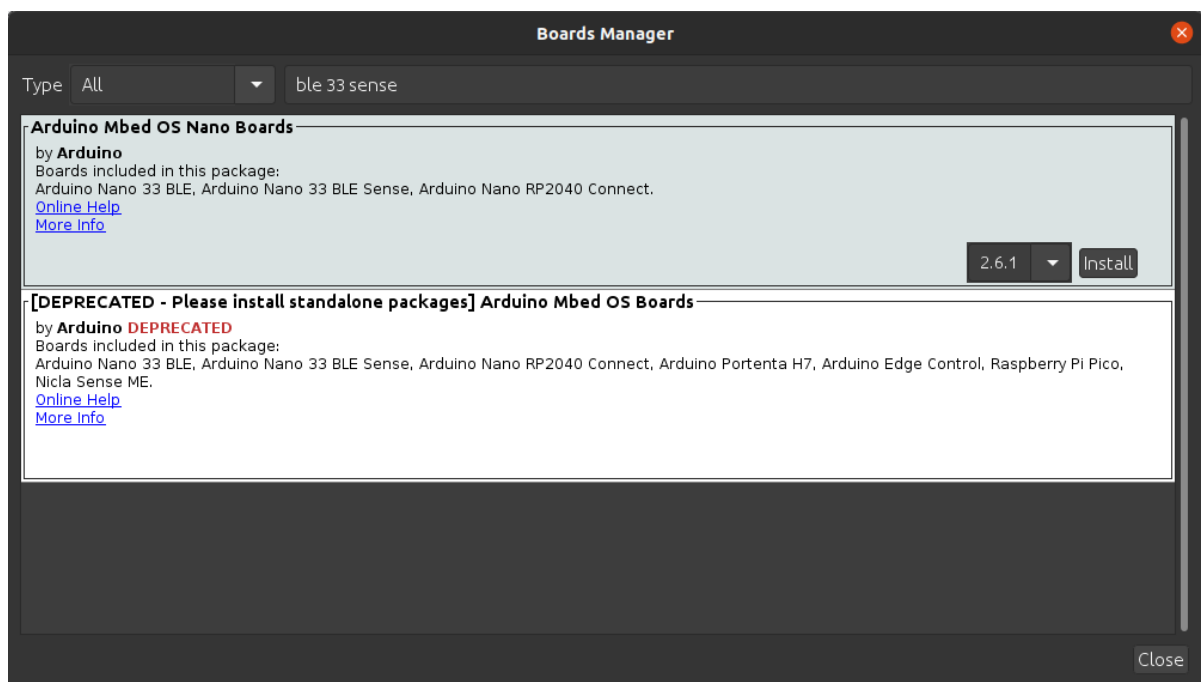 Boards Manager
Type All ble 33 sense
Arduino Mbed OS Nano Boards
by Arduino
Boards included in this package:
Arduino Nano 33 BLE, Arduino Nano 33 BLE Sense, Arduino Nano RP2040 Connect.
Online Help
More Info
2.6.1 Install
[DEPRECATED - Please install standalone packages] Arduino Mbed OS Boards
by Arduino DEPRECATED
Boards included in this package:
Arduino Nano 33 BLE, Arduino Nano 33 BLE Sense, Arduino Nano RP2040 Connect, Arduino Portenta H7, Arduino Edge Control, Raspberry Pi Pico,
Nicla Sense ME.
Online Help
More Info
Close